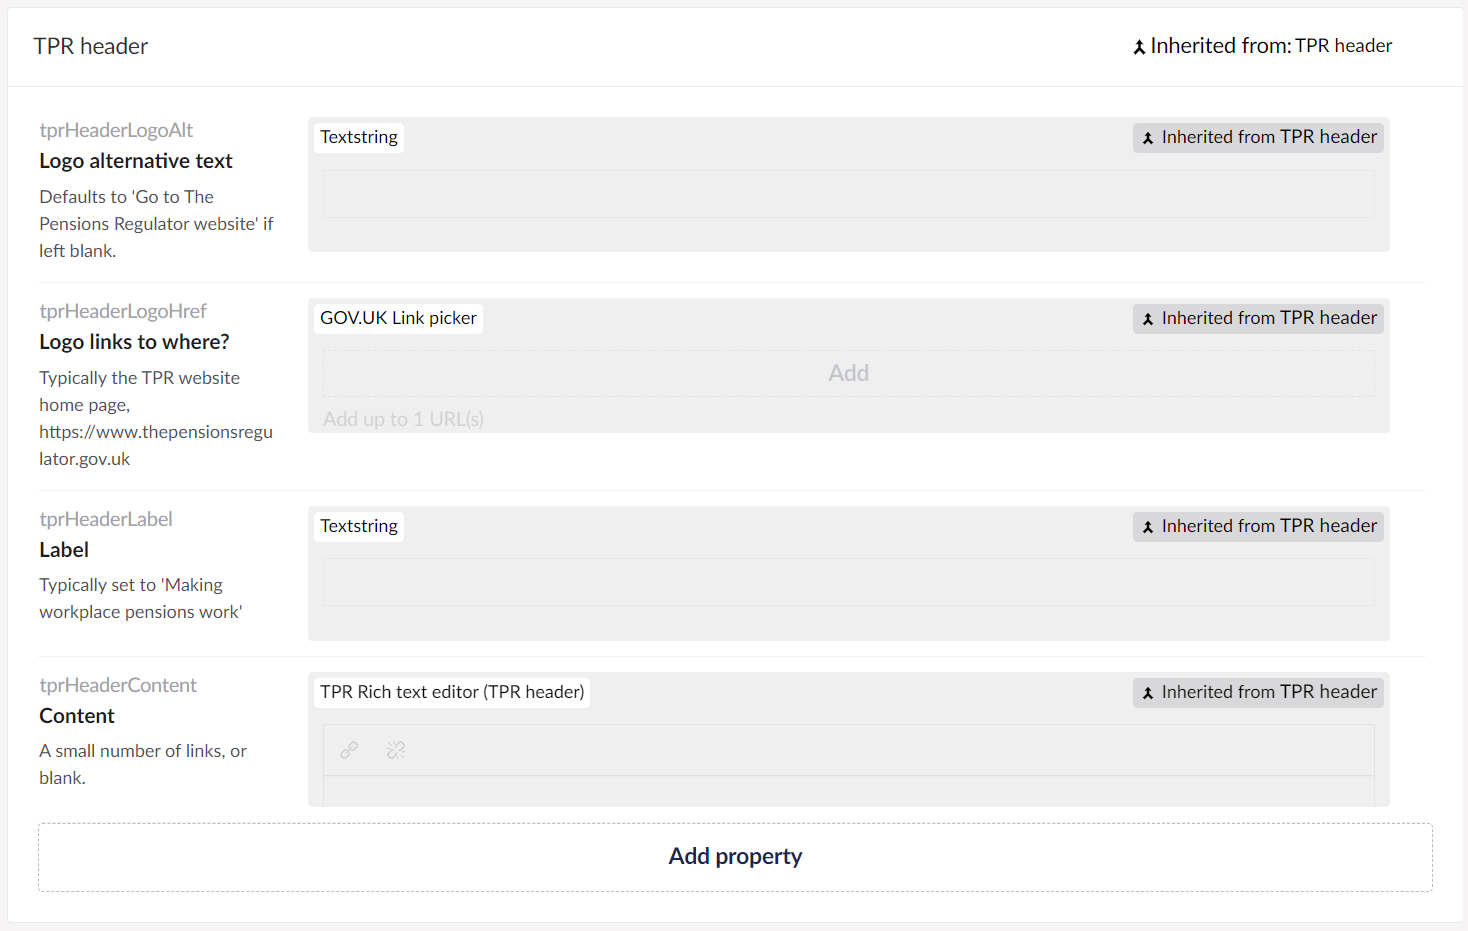 TPR header
Inherited from: TPR header
tprHeaderLogoAlt
Logo alternative text
Defaults to 'Go to The
Pensions Regulator website' if
left blank.
Textstring
Inherited from TPR header
tprHeaderLogoHref
Logo links to where?
Typically the TPR website
home page,
https://www.thepensionsregu
lator.gov.uk
GOV.UK Link picker
Inherited from TPR header
Add
Add up to 1 URL(s)
tprHeaderLabel
Label
Typically set to 'Making
workplace pensions work'
Textstring
Inherited from TPR header
tprHeaderContent
Content
A small number of links, or
blank.
TPR Rich text editor (TPR header)
Inherited from TPR header
Add property